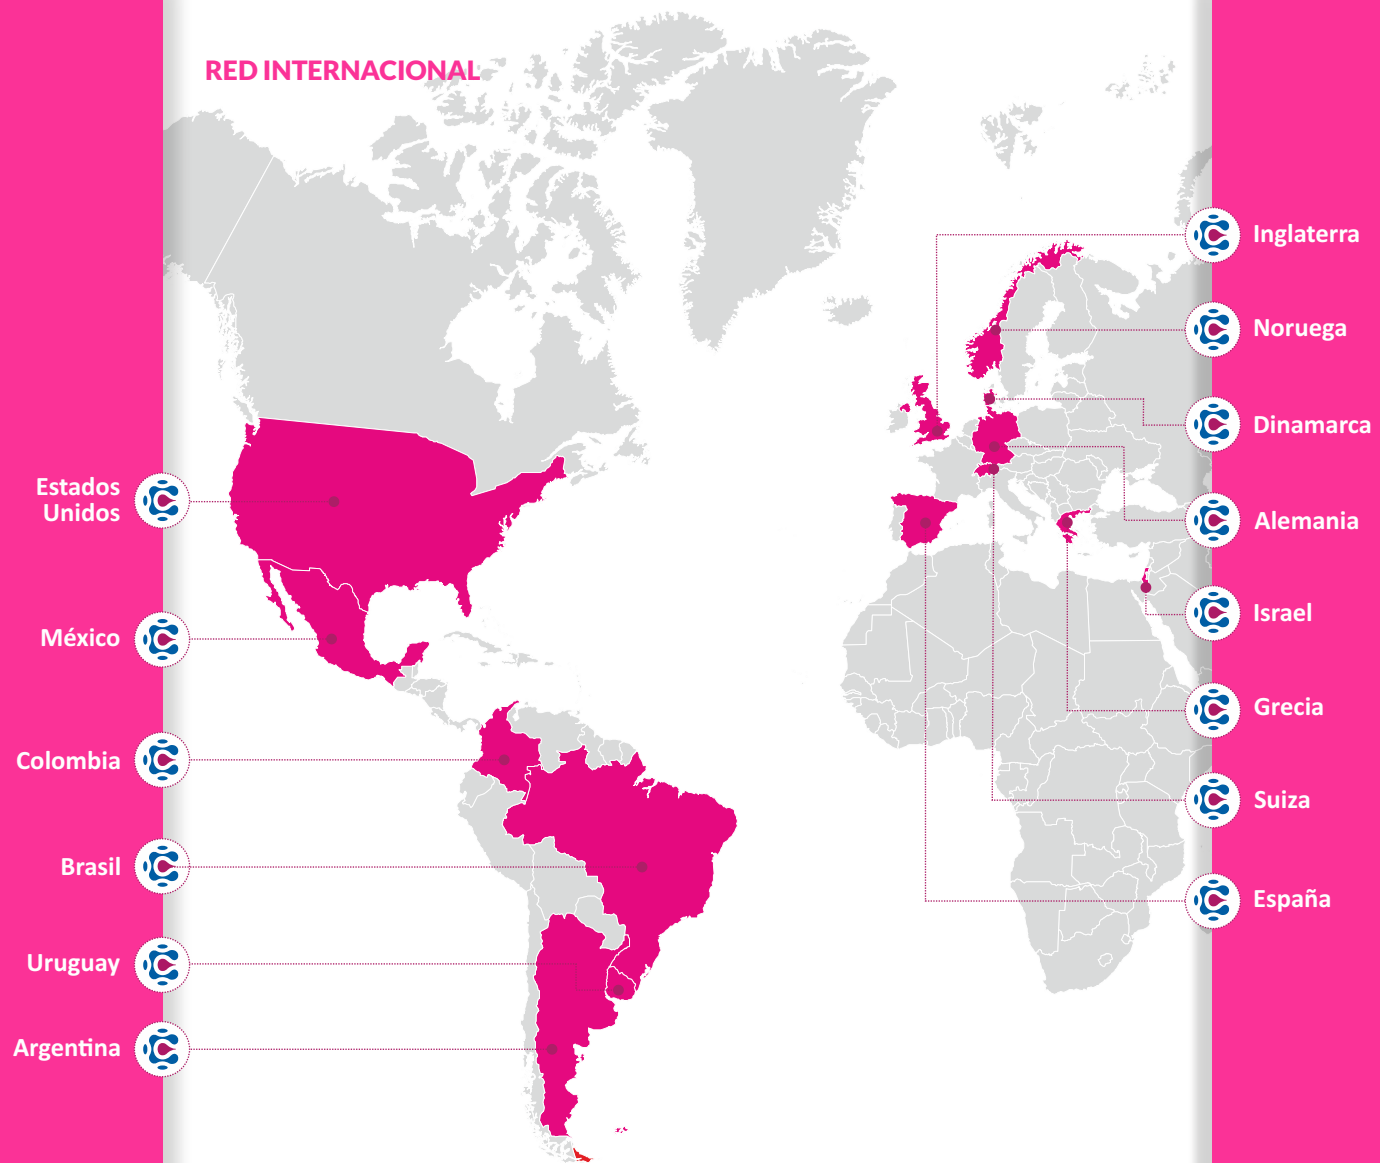 RED INTERNACIONAL
Estados
Unidos
México
Colombia
Brasil
Uruguay
Argentina
Inglaterra
Noruega
Dinamarca
Alemania
Israel
Grecia
Suiza
España